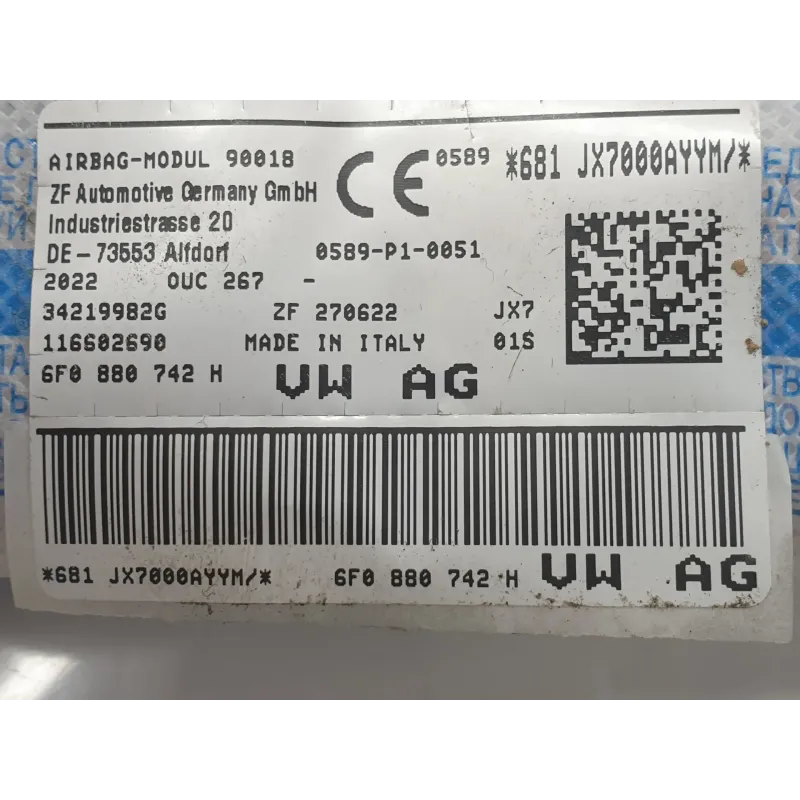 AIRBAG-MODUL 90018
ZF Automotive Germany GmbH
Industriestrasse 20
DE-73553 Alfdorf
CE 0589
*681 JX7000AYYM/*
0589-P1-0051
2022 OUC 267 -
34219982G ZF 270622 JX7
116602690 MADE IN ITALY 01S
6F0 880 742 H VW AG
*681 JX7000AYYM/* 6F0 880 742 H VW AG